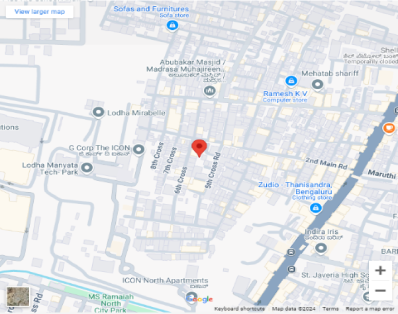 View larger map
Sofas and Furnitures
Sofa store
Abubakar Masjid /
Madrasa Muhajireen
Ramesh K V
Computer store
Mehatab shariff
Lodha Mirabelle
G Corp The ICON
8th Cross
7th Cross
6th Cross
5th Cross Rd
Lodha Manyata
Tech Park
2nd Main Rd
Maruthi
Zudio - Thanisandra,
Bengaluru
Clothing store
Indira Iris
St. Javeria High
ICON North Apartments
MS Ramaiah
North
City Park
Cross Rd
Google
Keyboard shortcuts
Map data ©2024
Terms
Report a map error